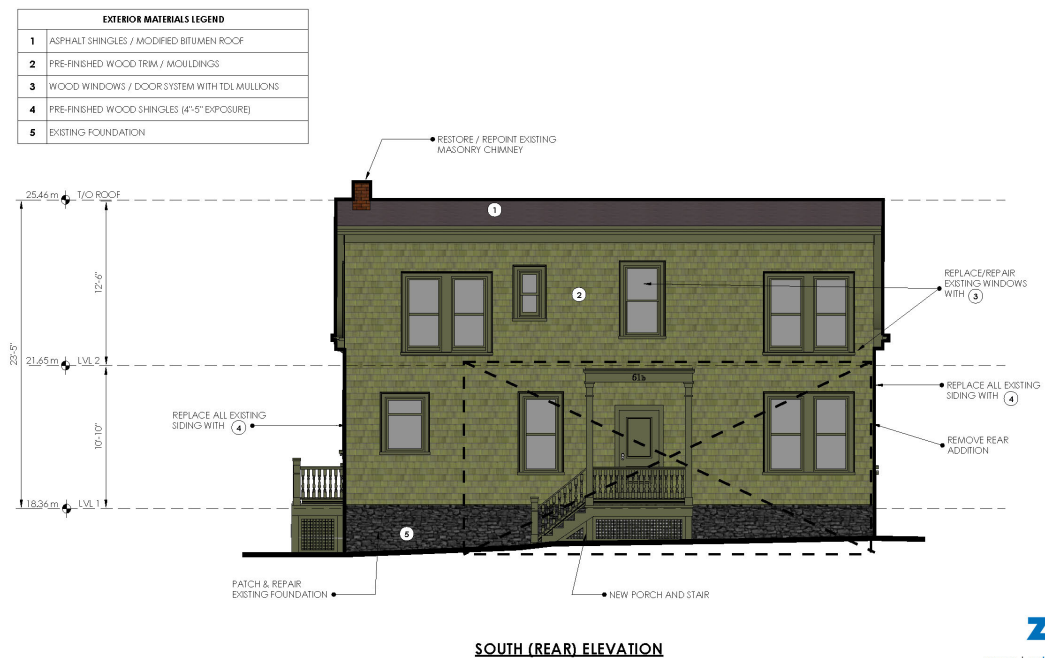 EXTERIOR MATERIALS LEGEND
1 ASPHALT SHINGLES / MODIFIED BITUMEN ROOF
2 PRE-FINISHED WOOD TRIM / MOULDINGS
3 WOOD WINDOWS / DOOR SYSTEM WITH TDL MULLIONS
4 PRE-FINISHED WOOD SHINGLES (4"-5" EXPOSURE)
5 EXISTING FOUNDATION
RESTORE / REPOINT EXISTING
MASONRY CHIMNEY
25.46 m T/O ROOF
1
12'-6"
2
REPLACE/REPAIR
EXISTING WINDOWS
WITH 3
23'-5"
21.65 m LVL 2
REPLACE ALL EXISTING
SIDING WITH 4
REPLACE ALL EXISTING
SIDING WITH 4
10'-10"
REMOVE REAR
ADDITION
18.36 m LVL 1
5
PATCH & REPAIR
EXISTING FOUNDATION
NEW PORCH AND STAIR
Z
SOUTH (REAR) ELEVATION